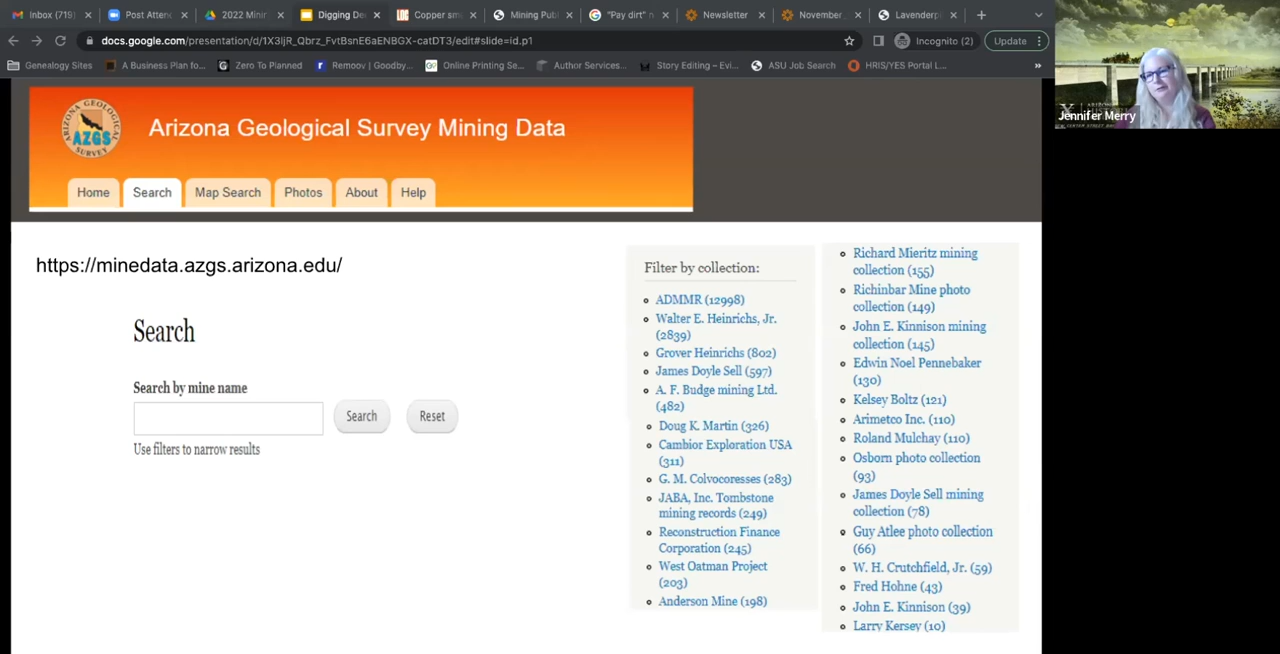 Inbox (719)
Post Attend
2022 Minin
Digging De
Copper sm
Mining Pub
"Pay dirt" n
Newsletter
November
Lavenderp
docs.google.com/presentation/d/1X3ljR_Qbrz_FvtBsnE6aENBGX-catDT3/edit#slide=id.p1
Incognito (2)
Update
Genealogy Sites
A Business Plan fo...
Zero To Planned
Remoov | Goodby...
Online Printing Se...
Author Services...
Story Editing – Evi...
ASU Job Search
HRIS/YES Portal L...
Jennifer Merry
ARIZONA GEOLOGICAL SURVEY
AZGS
Arizona Geological Survey Mining Data
Home
Search
Map Search
Photos
About
Help
https://minedata.azgs.arizona.edu/
Search
Search by mine name
Search
Reset
Use filters to narrow results
Filter by collection:
ADMMR (12998)
Walter E. Heinrichs, Jr.
(2839)
Grover Heinrichs (802)
James Doyle Sell (597)
A. F. Budge mining Ltd.
(482)
Doug K. Martin (326)
Cambior Exploration USA
(311)
G. M. Colvocoresses (283)
JABA, Inc. Tombstone
mining records (249)
Reconstruction Finance
Corporation (245)
West Oatman Project
(203)
Anderson Mine (198)
Richard Mieritz mining
collection (155)
Richinbar Mine photo
collection (149)
John E. Kinnison mining
collection (145)
Edwin Noel Pennebaker
(130)
Kelsey Boltz (121)
Arimetco Inc. (110)
Roland Mulchay (110)
Osborn photo collection
(93)
James Doyle Sell mining
collection (78)
Guy Atlee photo collection
(66)
W. H. Crutchfield, Jr. (59)
Fred Hohne (43)
John E. Kinnison (39)
Larry Kersey (10)